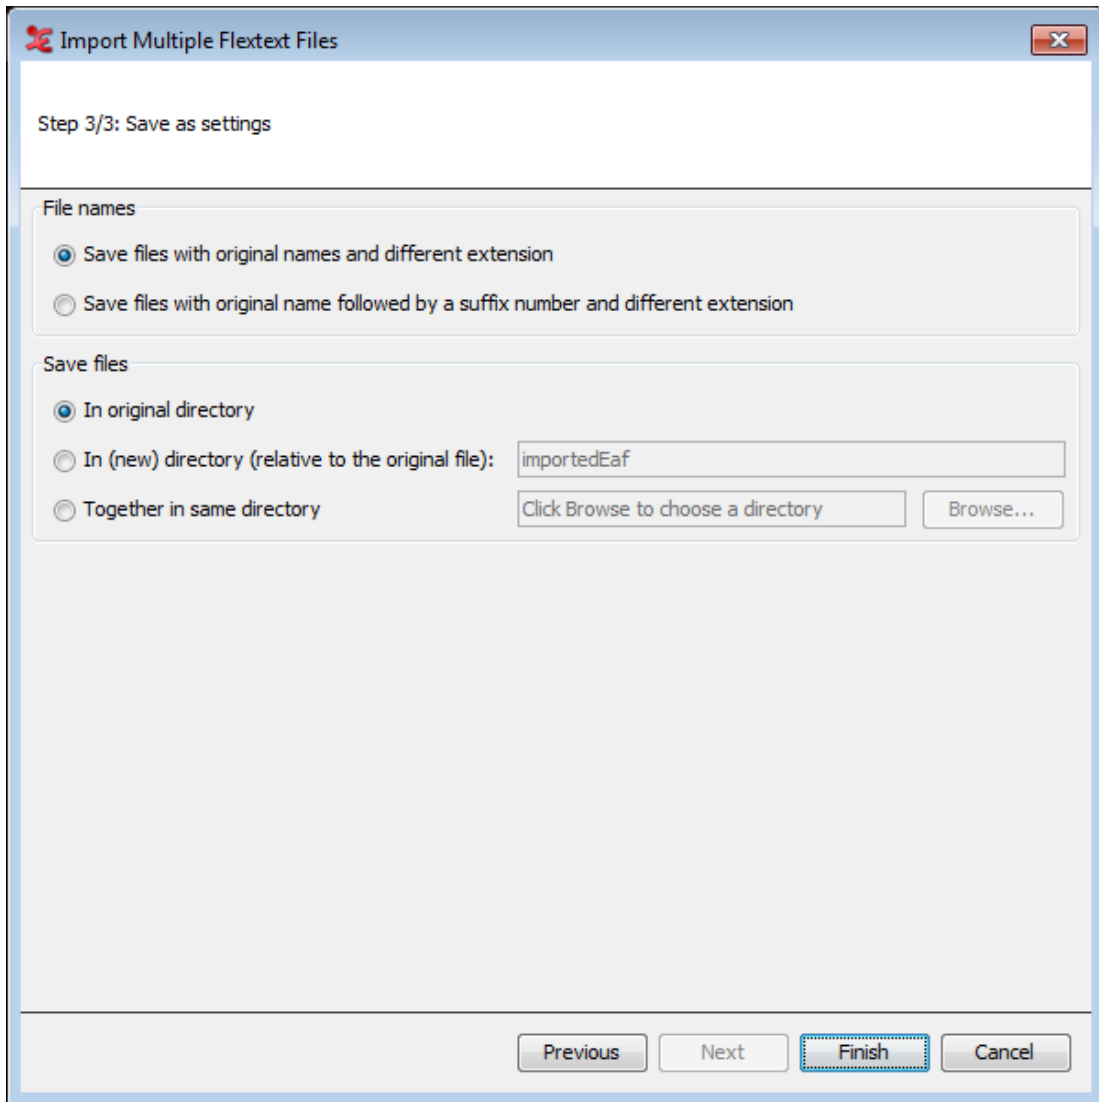 Import Multiple Flextext Files
Step 3/3: Save as settings
File names
Save files with original names and different extension
Save files with original name followed by a suffix number and different extension
Save files
In original directory
In (new) directory (relative to the original file): importedEaf
Together in same directory Click Browse to choose a directory Browse...
Previous Next Finish Cancel